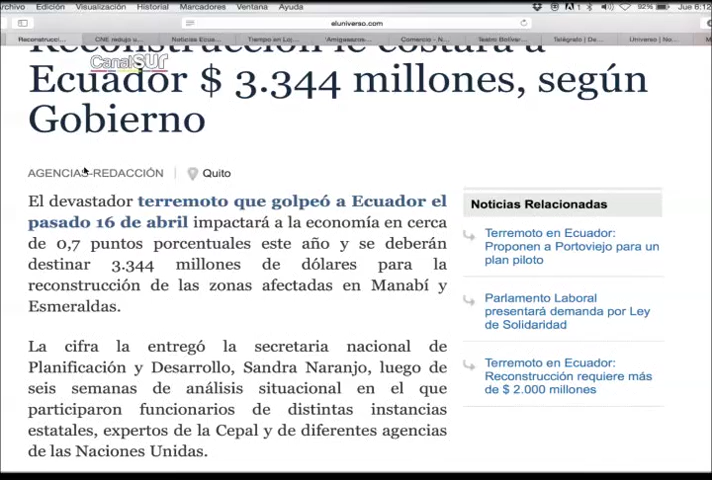 Edición Visualización Historial Marcadores Ventana Ayuda 92% Jue 6:12
eluniverso.com
Reconstrucci... CNE redujo u... Noticias Ecua... Tiempo en Lo... Comercio - N... Teatro Bolívar... Telégrafo | De... Universo | No...
Reconstrucción le costará a
Ecuador $ 3.344 millones, según
Gobierno
CanalSur
AGENCIAS-REDACCIÓN Quito
El devastador terremoto que golpeó a Ecuador el
pasado 16 de abril impactará a la economía en cerca
de 0,7 puntos porcentuales este año y se deberán
destinar 3.344 millones de dólares para la
reconstrucción de las zonas afectadas en Manabí y
Esmeraldas.
La cifra la entregó la secretaria nacional de
Planificación y Desarrollo, Sandra Naranjo, luego de
seis semanas de análisis situacional en el que
participaron funcionarios de distintas instancias
estatales, expertos de la Cepal y de diferentes agencias
de las Naciones Unidas.
Noticias Relacionadas
Terremoto en Ecuador:
Proponen a Portoviejo para un
plan piloto
Parlamento Laboral
presentará demanda por Ley
de Solidaridad
Terremoto en Ecuador:
Reconstrucción requiere más
de $ 2.000 millones